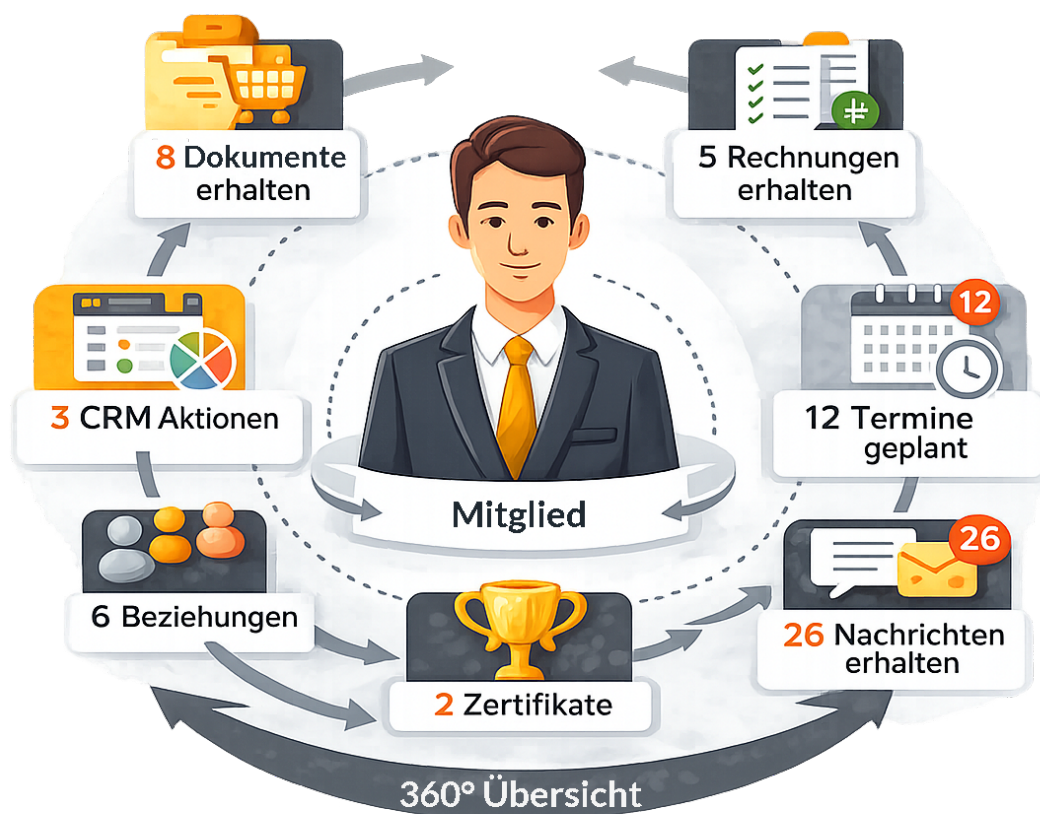 8 Dokumente
erhalten
5 Rechnungen
erhalten
3 CRM Aktionen
12
12 Termine
geplant
Mitglied
6 Beziehungen
26
26 Nachrichten
erhalten
2 Zertifikate
360° Übersicht